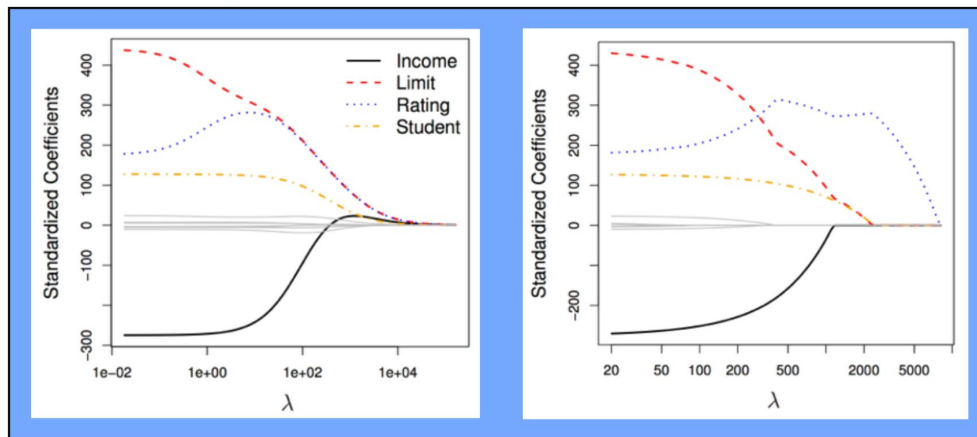 Standardized Coefficients
-300
-100
0
100
200
300
400
Income
Limit
Rating
Student
1e-02
1e+00
1e+02
1e+04
λ
Standardized Coefficients
-200
0
100
200
300
400
20
50
100
200
500
2000
5000
λ